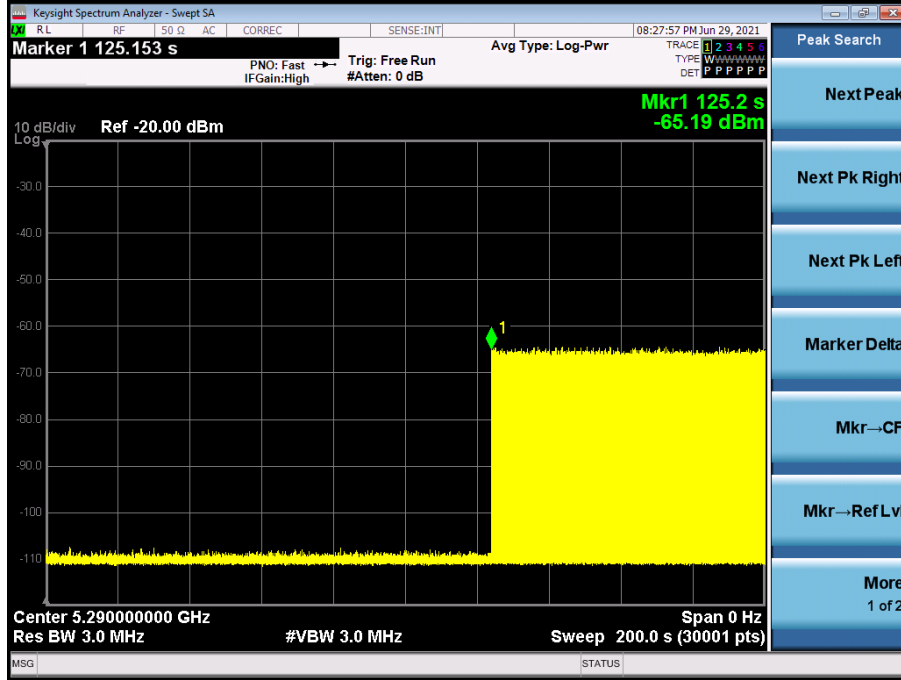 Keysight Spectrum Analyzer - Swept SA
LXI RL RF 50 Ω AC CORREC SENSE:INT 08:27:57 PM Jun 29, 2021
Marker 1 125.153 s
PNO: Fast
IFGain:High
Trig: Free Run
#Atten: 0 dB
Avg Type: Log-Pwr
TRACE 1 2 3 4 5 6
TYPE WWWWWW
DET P P P P P P
Mkr1 125.2 s
-65.19 dBm
10 dB/div Ref -20.00 dBm
Log
-30.0
-40.0
-50.0
-60.0
1
-70.0
-80.0
-90.0
-100
-110
Center 5.290000000 GHz
Span 0 Hz
Res BW 3.0 MHz #VBW 3.0 MHz Sweep 200.0 s (30001 pts)
MSG STATUS
Peak Search
Next Peak
Next Pk Right
Next Pk Left
Marker Delta
Mkr→CF
Mkr→Ref Lvl
More
1 of 2